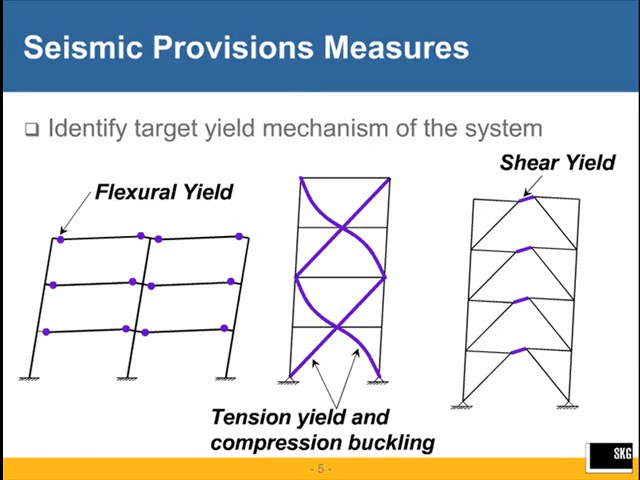 Seismic Provisions Measures
Identify target yield mechanism of the system
Shear Yield
Flexural Yield
Tension yield and
compression buckling
- 5 -
SKG